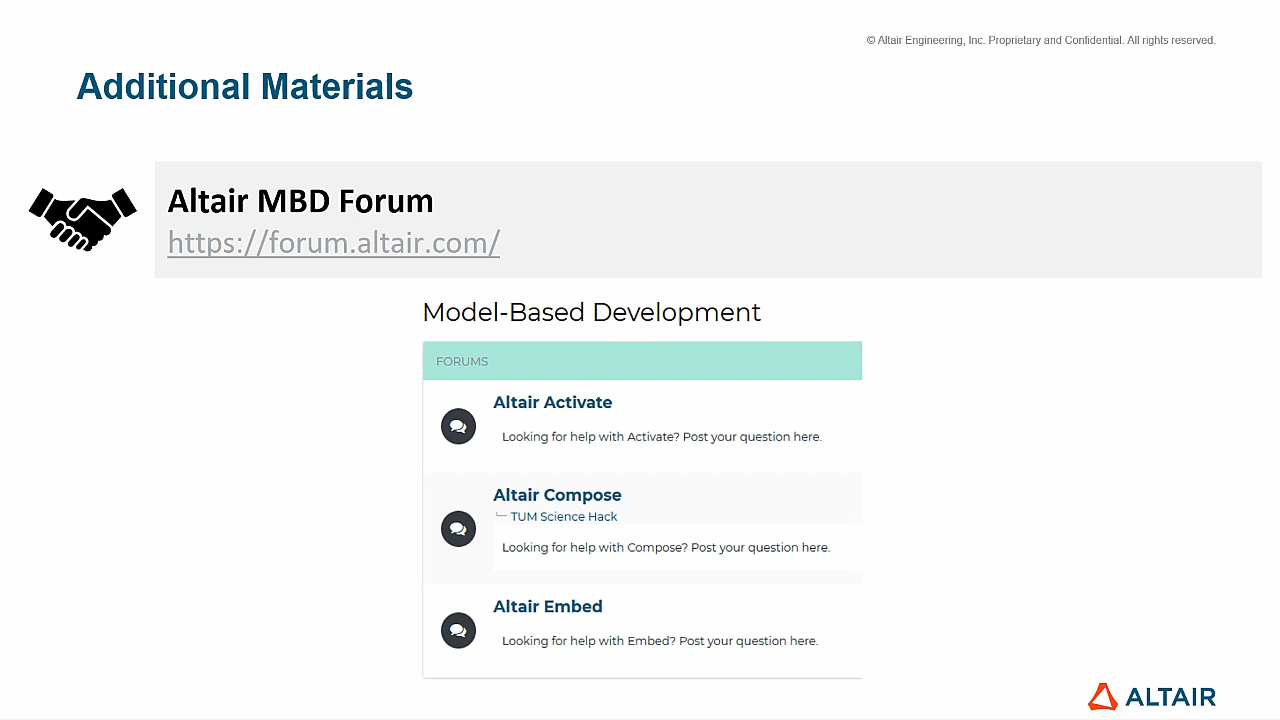 © Altair Engineering, Inc. Proprietary and Confidential. All rights reserved.
Additional Materials
Altair MBD Forum
https://forum.altair.com/
Model-Based Development
FORUMS
Altair Activate
Looking for help with Activate? Post your question here.
Altair Compose
TUM Science Hack
Looking for help with Compose? Post your question here.
Altair Embed
Looking for help with Embed? Post your question here.
ALTAIR